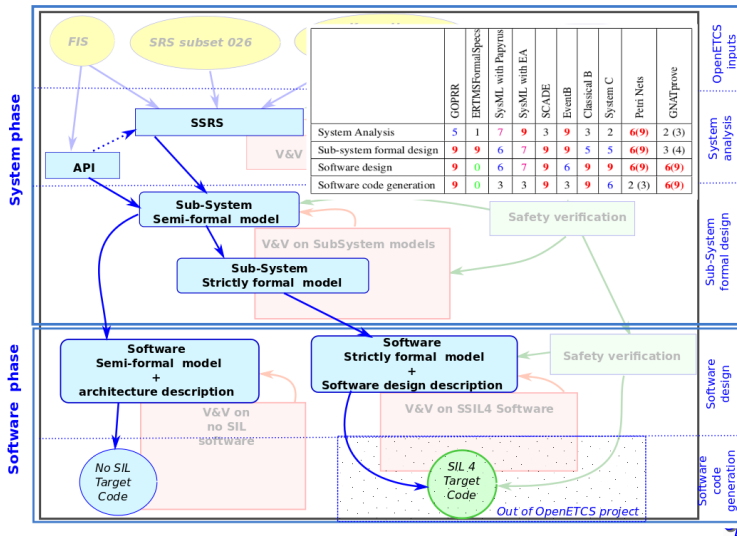 FIS
SRS subset 026
OpenETCS
inputs
GOPRR
ERTMSFormalSpecs
SysML with Papyrus
SysML with EA
SCADE
EventB
Classical B
System C
Petri Nets
GNATprove
System Analysis 5 1 7 9 3 9 3 2 6(9) 2 (3)
Sub-system formal design 9 9 6 7 9 9 5 5 6(9) 3 (4)
Software design 9 0 6 7 9 6 9 9 6(9) 6(9)
Software code generation 9 0 3 3 9 3 9 6 2 (3) 6(9)
System phase
SSRS
V&V
API
System
analysis
Sub-System
Semi-formal model
Safety verification
V&V on SubSystem models
Sub-System
Strictly formal model
Sub-System
formal design
Software phase
Software
Semi-formal model
+
architecture description
Software
Strictly formal model
+
Software design description
Safety verification
Software
design
V&V on
no SIL
software
V&V on SSIL4 Software
No SIL
Target
Code
SIL 4
Target
Code
Out of OpenETCS project
Software
code
generation